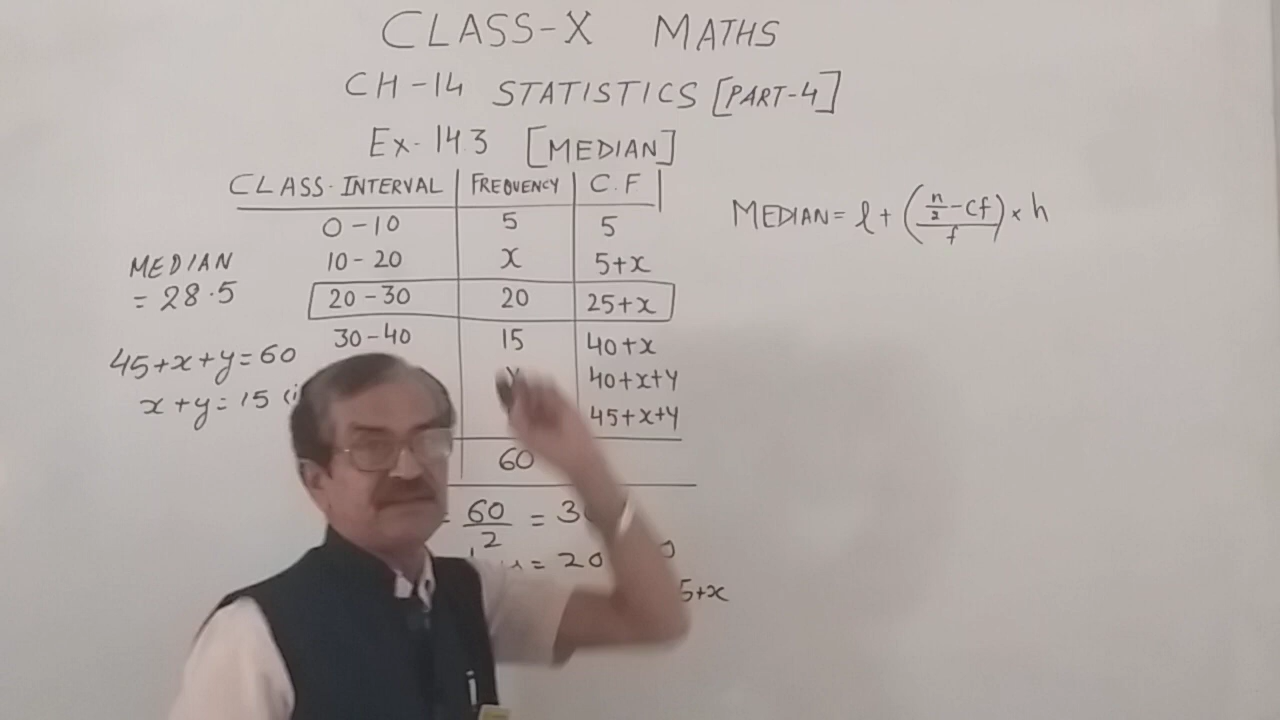 CLASS-X MATHS
CH-14 STATISTICS [PART-4]
Ex-14.3 [MEDIAN]
CLASS-INTERVAL FREQUENCY C.F
0-10 5 5
10-20 x 5+x
20-30 20 25+x
30-40 15 40+x
y 40+x+y
45+x+y
60
MEDIAN
= 28.5
45+x+y=60
x+y=15 (i
60/2 = 3
= 20
5+x
MEDIAN = l + ((n/2 - cf)/f) × h